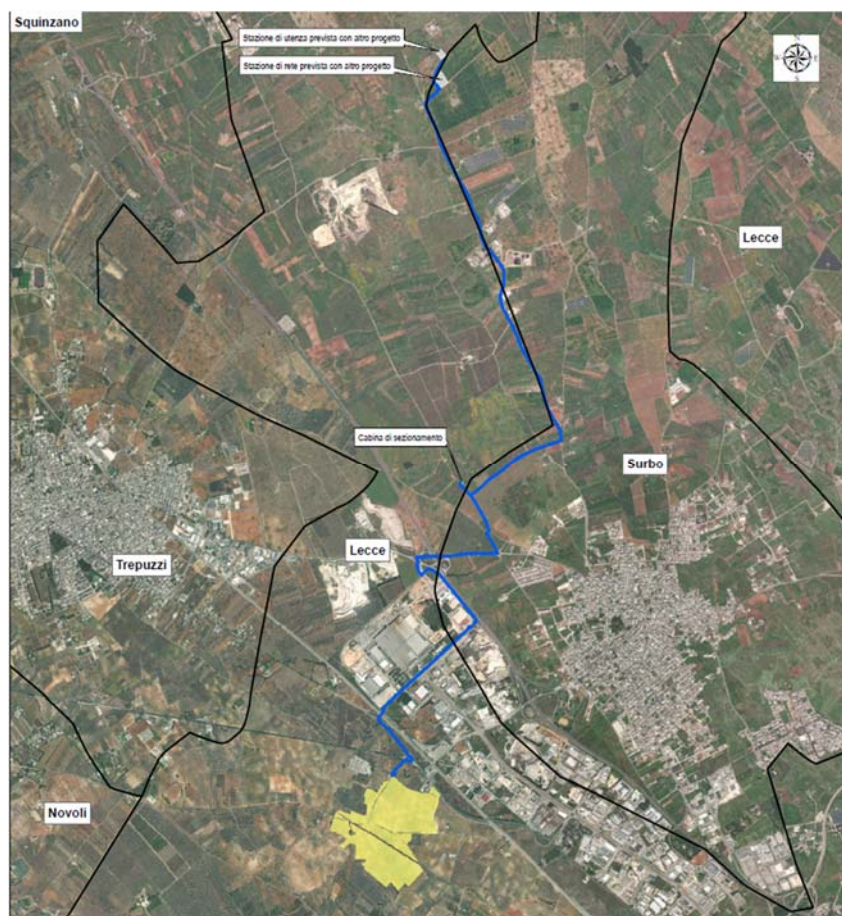 Squinzano
Stazione di utenza prevista con altro progetto
Stazione di rete prevista con altro progetto
N
W
E
S
Lecce
Cabina di sezionamento
Surbo
Lecce
Trepuzzi
Novoli